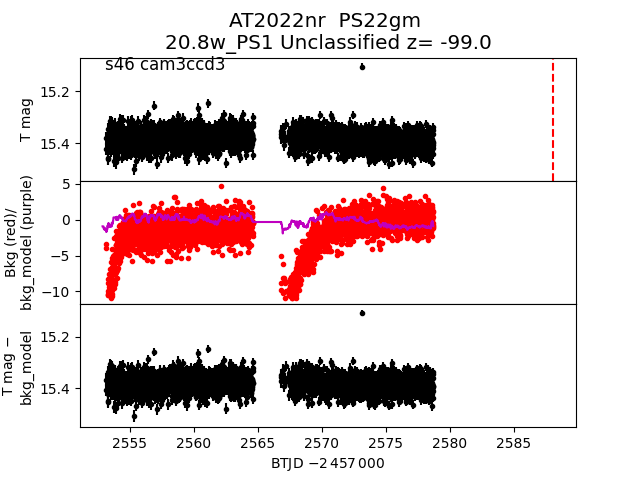 AT2022nr  PS22gm
20.8w_PS1 Unclassified z= -99.0
s46 cam3ccd3
T mag
15.2
15.4
Bkg (red)/
bkg_model (purple)
5
0
−5
−10
T mag −
bkg_model
15.2
15.4
2555
2560
2565
2570
2575
2580
2585
BTJD −2 457 000